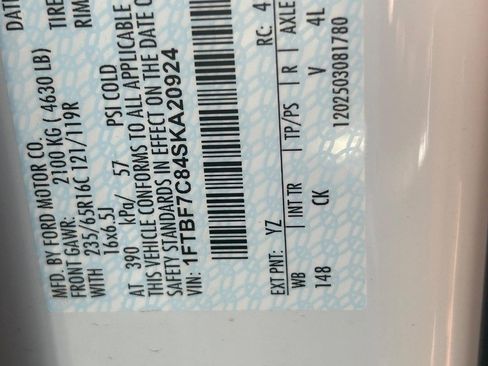 MFD. BY FORD MOTOR CO.
DATE
FRONT GAWR: 2100 KG ( 4630 LB)
WITH 235/65R16C 121/119R TIRE
16x6.5J RIM
AT 390 kPa/ 57 PSI COLD
THIS VEHICLE CONFORMS TO ALL APPLICABLE
SAFETY STANDARDS IN EFFECT ON THE DATE O
VIN: 1FTBF7C84SKA20924
EXT PNT: YZ RC: 4
WB INT TR TP/PS R AXLE
148 CK V 4L
1202503081780